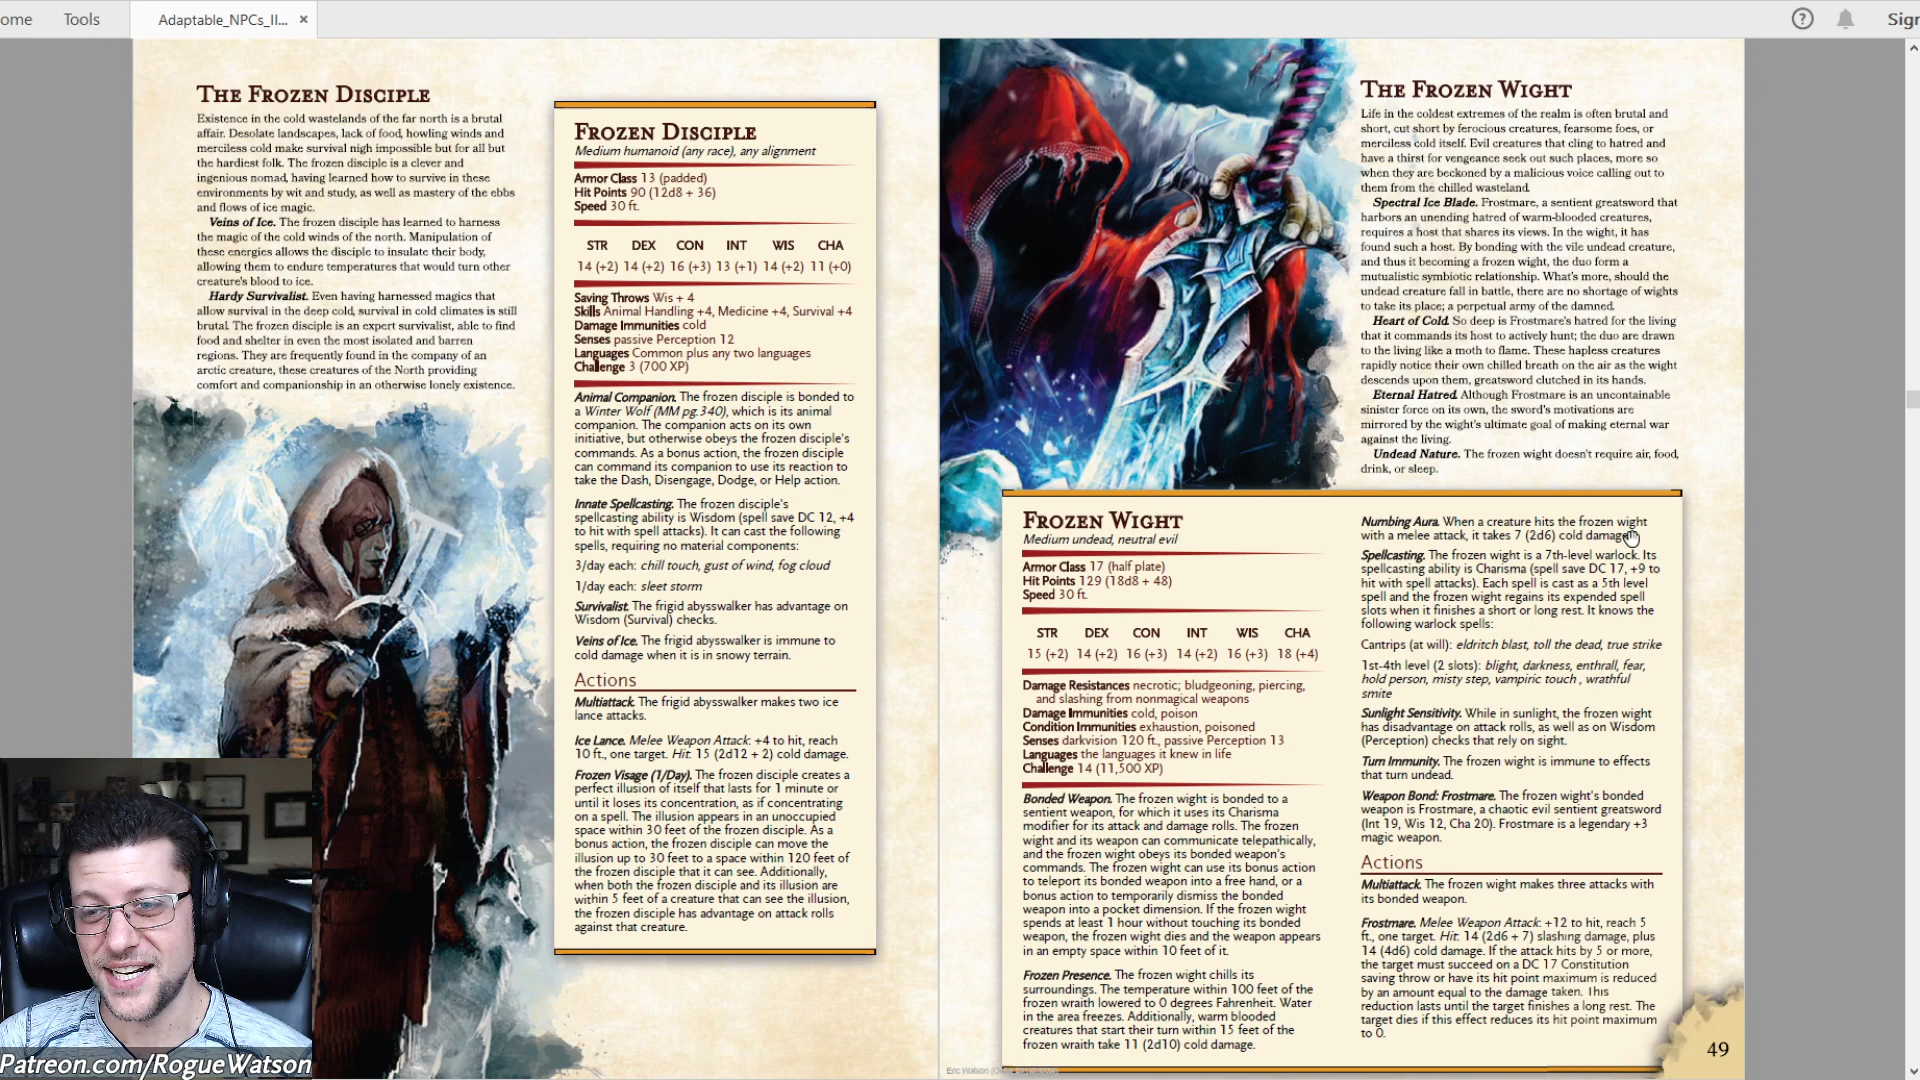 ome
Tools
Adaptable_NPCs_II...
×
?
Sign
The Frozen Disciple
Existence in the cold wastelands of the far north is a brutal
affair. Desolate landscapes, lack of food, howling winds and
merciless cold make survival nigh impossible but for all but
the hardiest folk. The frozen disciple is a clever and
ingenious nomad, having learned how to survive in these
environments by wit and study, as well as mastery of the ebbs
and flows of ice magic.
Veins of Ice. The frozen disciple has learned to harness
the magic of the cold winds of the north. Manipulation of
these energies allows the disciple to insulate their body,
allowing them to endure temperatures that would turn other
creature's blood to ice.
Hardy Survivalist. Even having harnessed magics that
allow survival in the deep cold, survival in cold climates is still
brutal. The frozen disciple is an expert survivalist, able to find
food and shelter in even the most isolated and barren
regions. They are frequently found in the company of an
arctic creature, these creatures of the North providing
comfort and companionship in an otherwise lonely existence.
Frozen Disciple
Medium humanoid (any race), any alignment
Armor Class 13 (padded)
Hit Points 90 (12d8 + 36)
Speed 30 ft.
STR DEX CON INT WIS CHA
14 (+2) 14 (+2) 16 (+3) 13 (+1) 14 (+2) 11 (+0)
Saving Throws Wis + 4
Skills Animal Handling +4, Medicine +4, Survival +4
Damage Immunities cold
Senses passive Perception 12
Languages Common plus any two languages
Challenge 3 (700 XP)
Animal Companion. The frozen disciple is bonded to
a Winter Wolf (MM pg.340), which is its animal
companion. The companion acts on its own
initiative, but otherwise obeys the frozen disciple's
commands. As a bonus action, the frozen disciple
can command its companion to use its reaction to
take the Dash, Disengage, Dodge, or Help action.
Innate Spellcasting. The frozen disciple's
spellcasting ability is Wisdom (spell save DC 12, +4
to hit with spell attacks). It can cast the following
spells, requiring no material components:
3/day each: chill touch, gust of wind, fog cloud
1/day each: sleet storm
Survivalist. The frigid abysswalker has advantage on
Wisdom (Survival) checks.
Veins of Ice. The frigid abysswalker is immune to
cold damage when it is in snowy terrain.
Actions
Multiattack. The frigid abysswalker makes two ice
lance attacks.
Ice Lance. Melee Weapon Attack: +4 to hit, reach
10 ft., one target. Hit: 15 (2d12 + 2) cold damage.
Frozen Visage (1/Day). The frozen disciple creates a
perfect illusion of itself that lasts for 1 minute or
until it loses its concentration, as if concentrating
on a spell. The illusion appears in an unoccupied
space within 30 feet of the frozen disciple. As a
bonus action, the frozen disciple can move the
illusion up to 30 feet to a space within 120 feet of
the frozen disciple that it can see. Additionally,
when both the frozen disciple and its illusion are
within 5 feet of a creature that can see the illusion,
the frozen disciple has advantage on attack rolls
against that creature.
The Frozen Wight
Life in the coldest extremes of the realm is often brutal and
short, cut short by ferocious creatures, fearsome foes, or
merciless cold itself. Evil creatures that cling to hatred and
have a thirst for vengeance seek out such places, more so
when they are beckoned by a malicious voice calling out to
them from the chilled wasteland.
Spectral Ice Blade. Frostmare, a sentient greatsword that
harbors an unending hatred of warm-blooded creatures,
requires a host that shares its views. In the wight, it has
found such a host. By bonding with the vile undead creature,
and thus it becoming a frozen wight, the duo form a
mutualistic symbiotic relationship. What's more, should the
undead creature fall in battle, there are no shortage of wights
to take its place; a perpetual army of the damned.
Heart of Cold. So deep is Frostmare's hatred for the living
that it commands its host to actively hunt; the duo are drawn
to the living like a moth to flame. These hapless creatures
rapidly notice their own chilled breath on the air as the wight
descends upon them, greatsword clutched in its hands.
Eternal Hatred. Although Frostmare is an uncontainable
sinister force on its own, the sword's motivations are
mirrored by the wight's ultimate goal of making eternal war
against the living.
Undead Nature. The frozen wight doesn't require air, food,
drink, or sleep.
Frozen Wight
Medium undead, neutral evil
Armor Class 17 (half plate)
Hit Points 129 (18d8 + 48)
Speed 30 ft.
STR DEX CON INT WIS CHA
15 (+2) 14 (+2) 16 (+3) 14 (+2) 16 (+3) 18 (+4)
Damage Resistances necrotic; bludgeoning, piercing,
and slashing from nonmagical weapons
Damage Immunities cold, poison
Condition Immunities exhaustion, poisoned
Senses darkvision 120 ft., passive Perception 13
Languages the languages it knew in life
Challenge 14 (11,500 XP)
Bonded Weapon. The frozen wight is bonded to a
sentient weapon, for which it uses its Charisma
modifier for its attack and damage rolls. The frozen
wight and its weapon can communicate telepathically,
and the frozen wight obeys its bonded weapon's
commands. The frozen wight can use its bonus action
to teleport its bonded weapon into a free hand, or a
bonus action to temporarily dismiss the bonded
weapon into a pocket dimension. If the frozen wight
spends at least 1 hour without touching its bonded
weapon, the frozen wight dies and the weapon appears
in an empty space within 10 feet of it.
Frozen Presence. The frozen wight chills its
surroundings. The temperature within 100 feet of the
frozen wraith lowered to 0 degrees Fahrenheit. Water
in the area freezes. Additionally, warm blooded
creatures that start their turn within 15 feet of the
frozen wraith take 11 (2d10) cold damage.
Numbing Aura. When a creature hits the frozen wight
with a melee attack, it takes 7 (2d6) cold damage
Spellcasting. The frozen wight is a 7th-level warlock. Its
spellcasting ability is Charisma (spell save DC 17, +9 to
hit with spell attacks). Each spell is cast as a 5th level
spell and the frozen wight regains its expended spell
slots when it finishes a short or long rest. It knows the
following warlock spells:
Cantrips (at will): eldritch blast, toll the dead, true strike
1st-4th level (2 slots): blight, darkness, enthrall, fear,
hold person, misty step, vampiric touch , wrathful
smite
Sunlight Sensitivity. While in sunlight, the frozen wight
has disadvantage on attack rolls, as well as on Wisdom
(Perception) checks that rely on sight.
Turn Immunity. The frozen wight is immune to effects
that turn undead.
Weapon Bond: Frostmare. The frozen wight's bonded
weapon is Frostmare, a chaotic evil sentient greatsword
(Int 19, Wis 12, Cha 20). Frostmare is a legendary +3
magic weapon.
Actions
Multiattack. The frozen wight makes three attacks with
its bonded weapon.
Frostmare. Melee Weapon Attack: +12 to hit, reach 5
ft., one target. Hit: 14 (2d6 + 7) slashing damage, plus
14 (4d6) cold damage. If the attack hits by 5 or more,
the target must succeed on a DC 17 Constitution
saving throw or have its hit point maximum is reduced
by an amount equal to the damage taken. This
reduction lasts until the target finishes a long rest. The
target dies if this effect reduces its hit point maximum
to 0.
49
Eric Watson
Patreon.com/RogueWatson